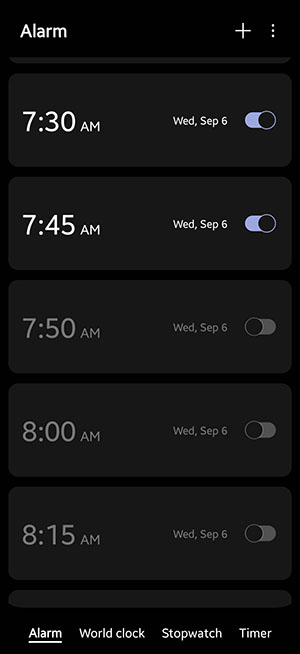 Alarm
7:30 AM Wed, Sep 6
7:45 AM Wed, Sep 6
7:50 AM Wed, Sep 6
8:00 AM Wed, Sep 6
8:15 AM Wed, Sep 6
Alarm World clock Stopwatch Timer